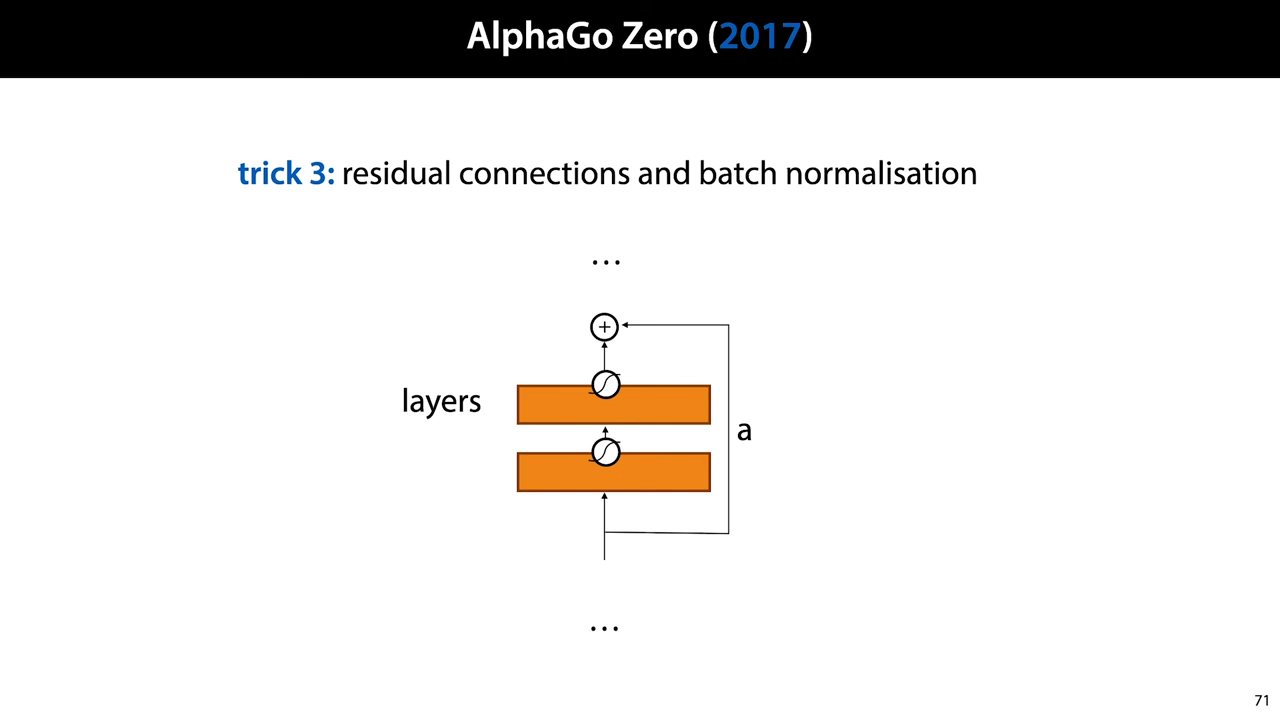 AlphaGo Zero (2017)
trick 3: residual connections and batch normalisation
…
+
layers
a
…
71